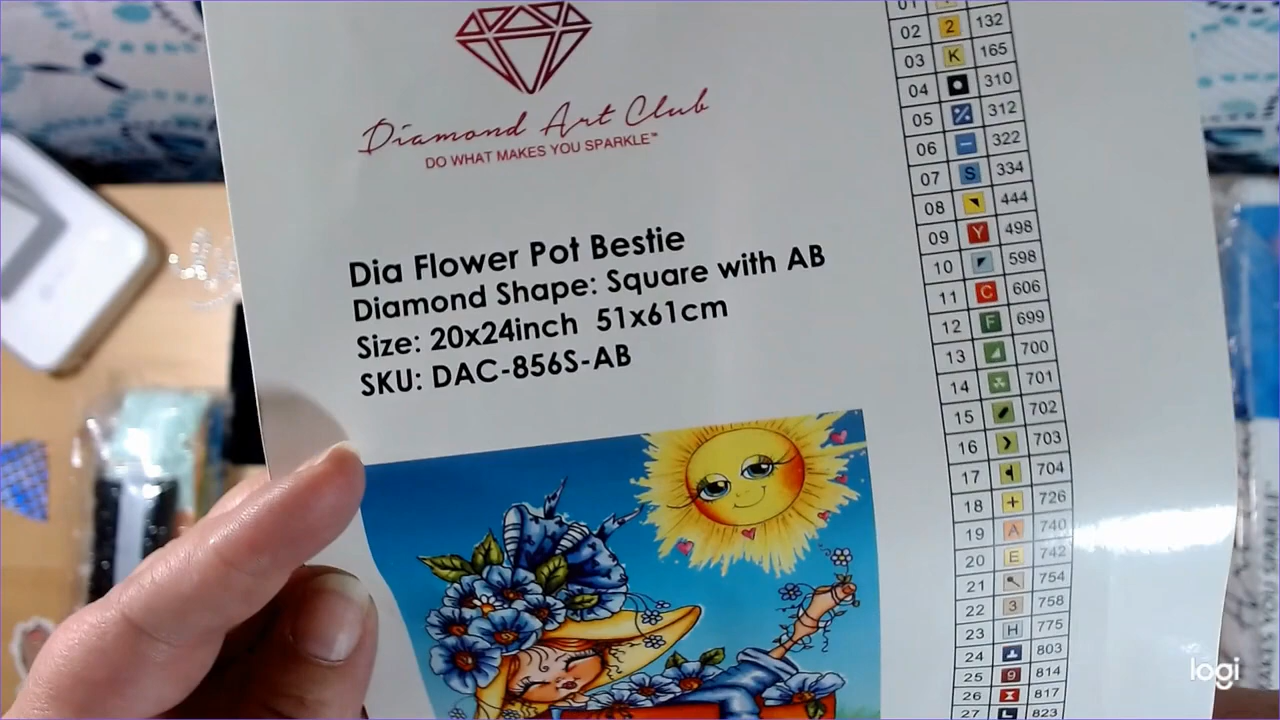 Diamond Art Club
DO WHAT MAKES YOU SPARKLE™
Dia Flower Pot Bestie
Diamond Shape: Square with AB
Size: 20x24inch 51x61cm
SKU: DAC-856S-AB
01
02 2 132
03 K 165
04 310
05 312
06 322
07 S 334
08 444
09 Y 498
10 598
11 C 606
12 F 699
13 700
14 701
15 702
16 703
17 704
18 + 726
19 A 740
20 E 742
21 754
22 3 758
23 H 775
24 803
25 9 814
26 817
27 L 823
AKES YOU SPARKLE™
logi